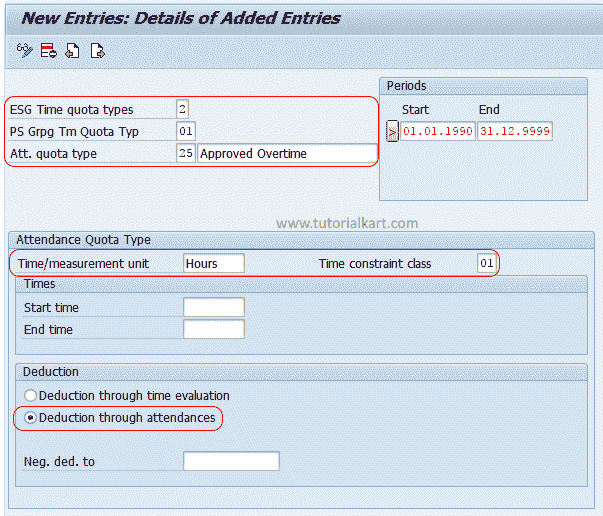 New Entries: Details of Added Entries
Periods
ESG Time quota types 2
Start End
PS Grpg Tm Quota Typ 01
> 01.01.1990 31.12.9999
Att. quota type 25 Approved Overtime
www.tutorialkart.com
Attendance Quota Type
Time/measurement unit Hours Time constraint class 01
Times
Start time
End time
Deduction
Deduction through time evaluation
Deduction through attendances
Neg. ded. to